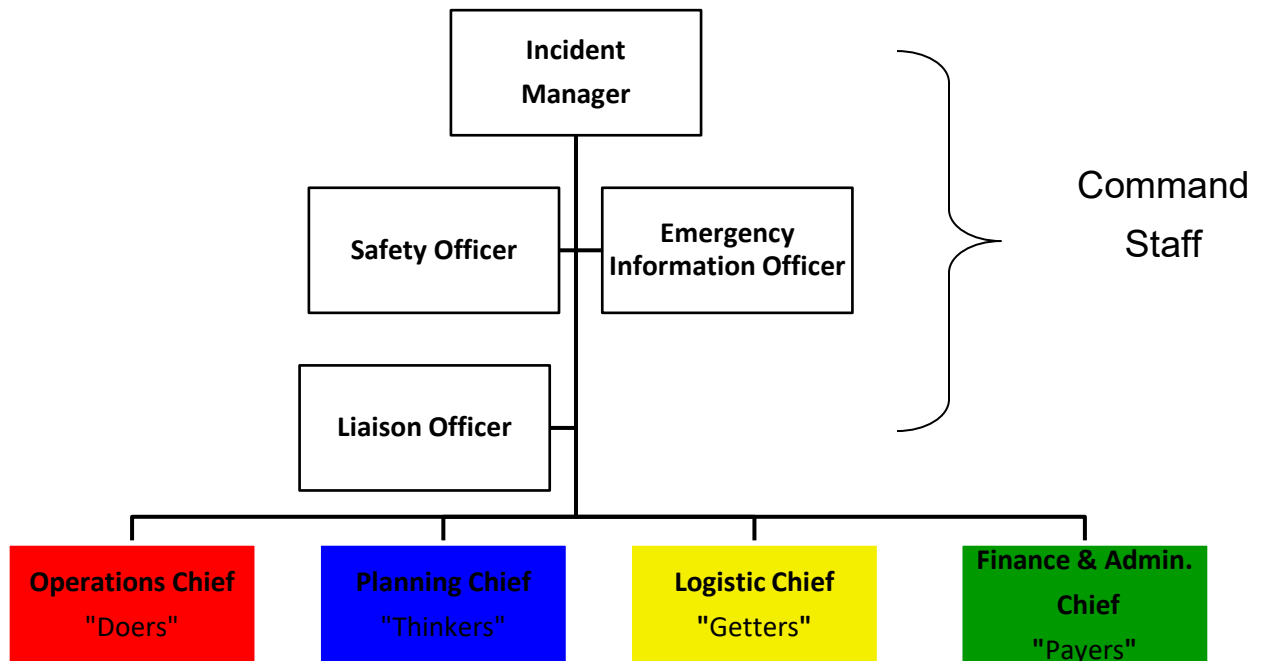 Incident
Manager
Command
Staff
Safety Officer
Emergency
Information Officer
Liaison Officer
Operations Chief
"Doers"
Planning Chief
"Thinkers"
Logistic Chief
"Getters"
Finance & Admin.
Chief
"Payers"